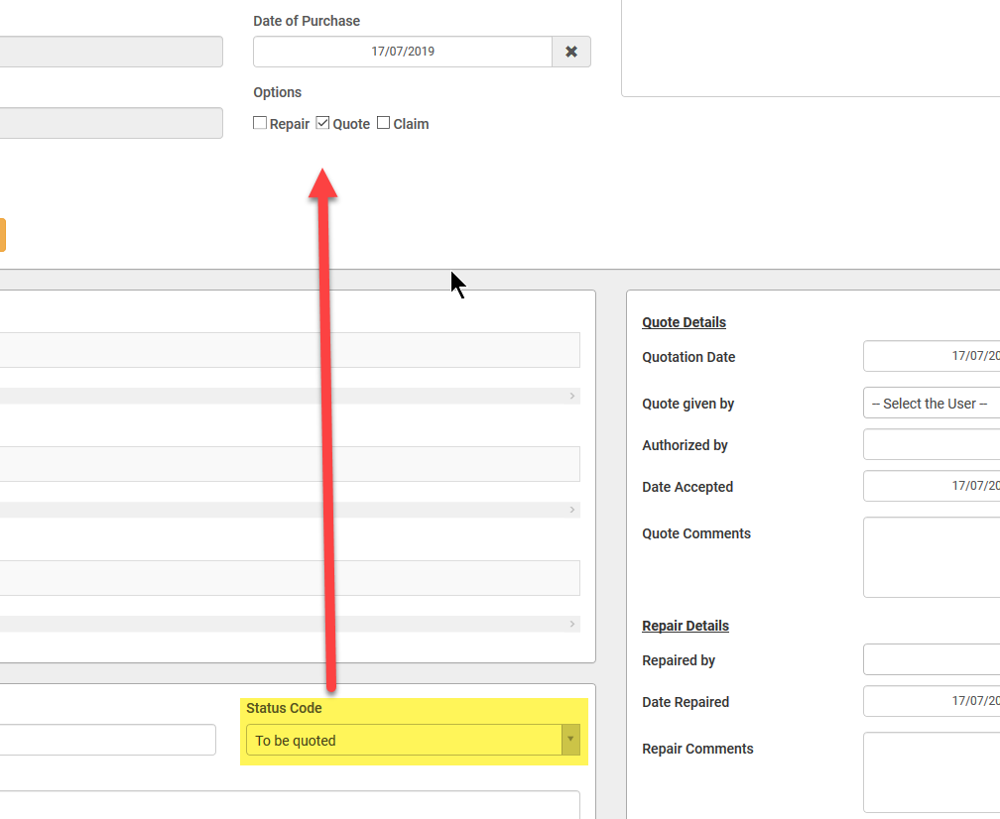 Date of Purchase
17/07/2019
Options
Repair Quote Claim
Quote Details
Quotation Date 17/07/20
Quote given by -- Select the User --
Authorized by
Date Accepted 17/07/20
Quote Comments
Repair Details
Repaired by
Date Repaired 17/07/20
Repair Comments
Status Code
To be quoted